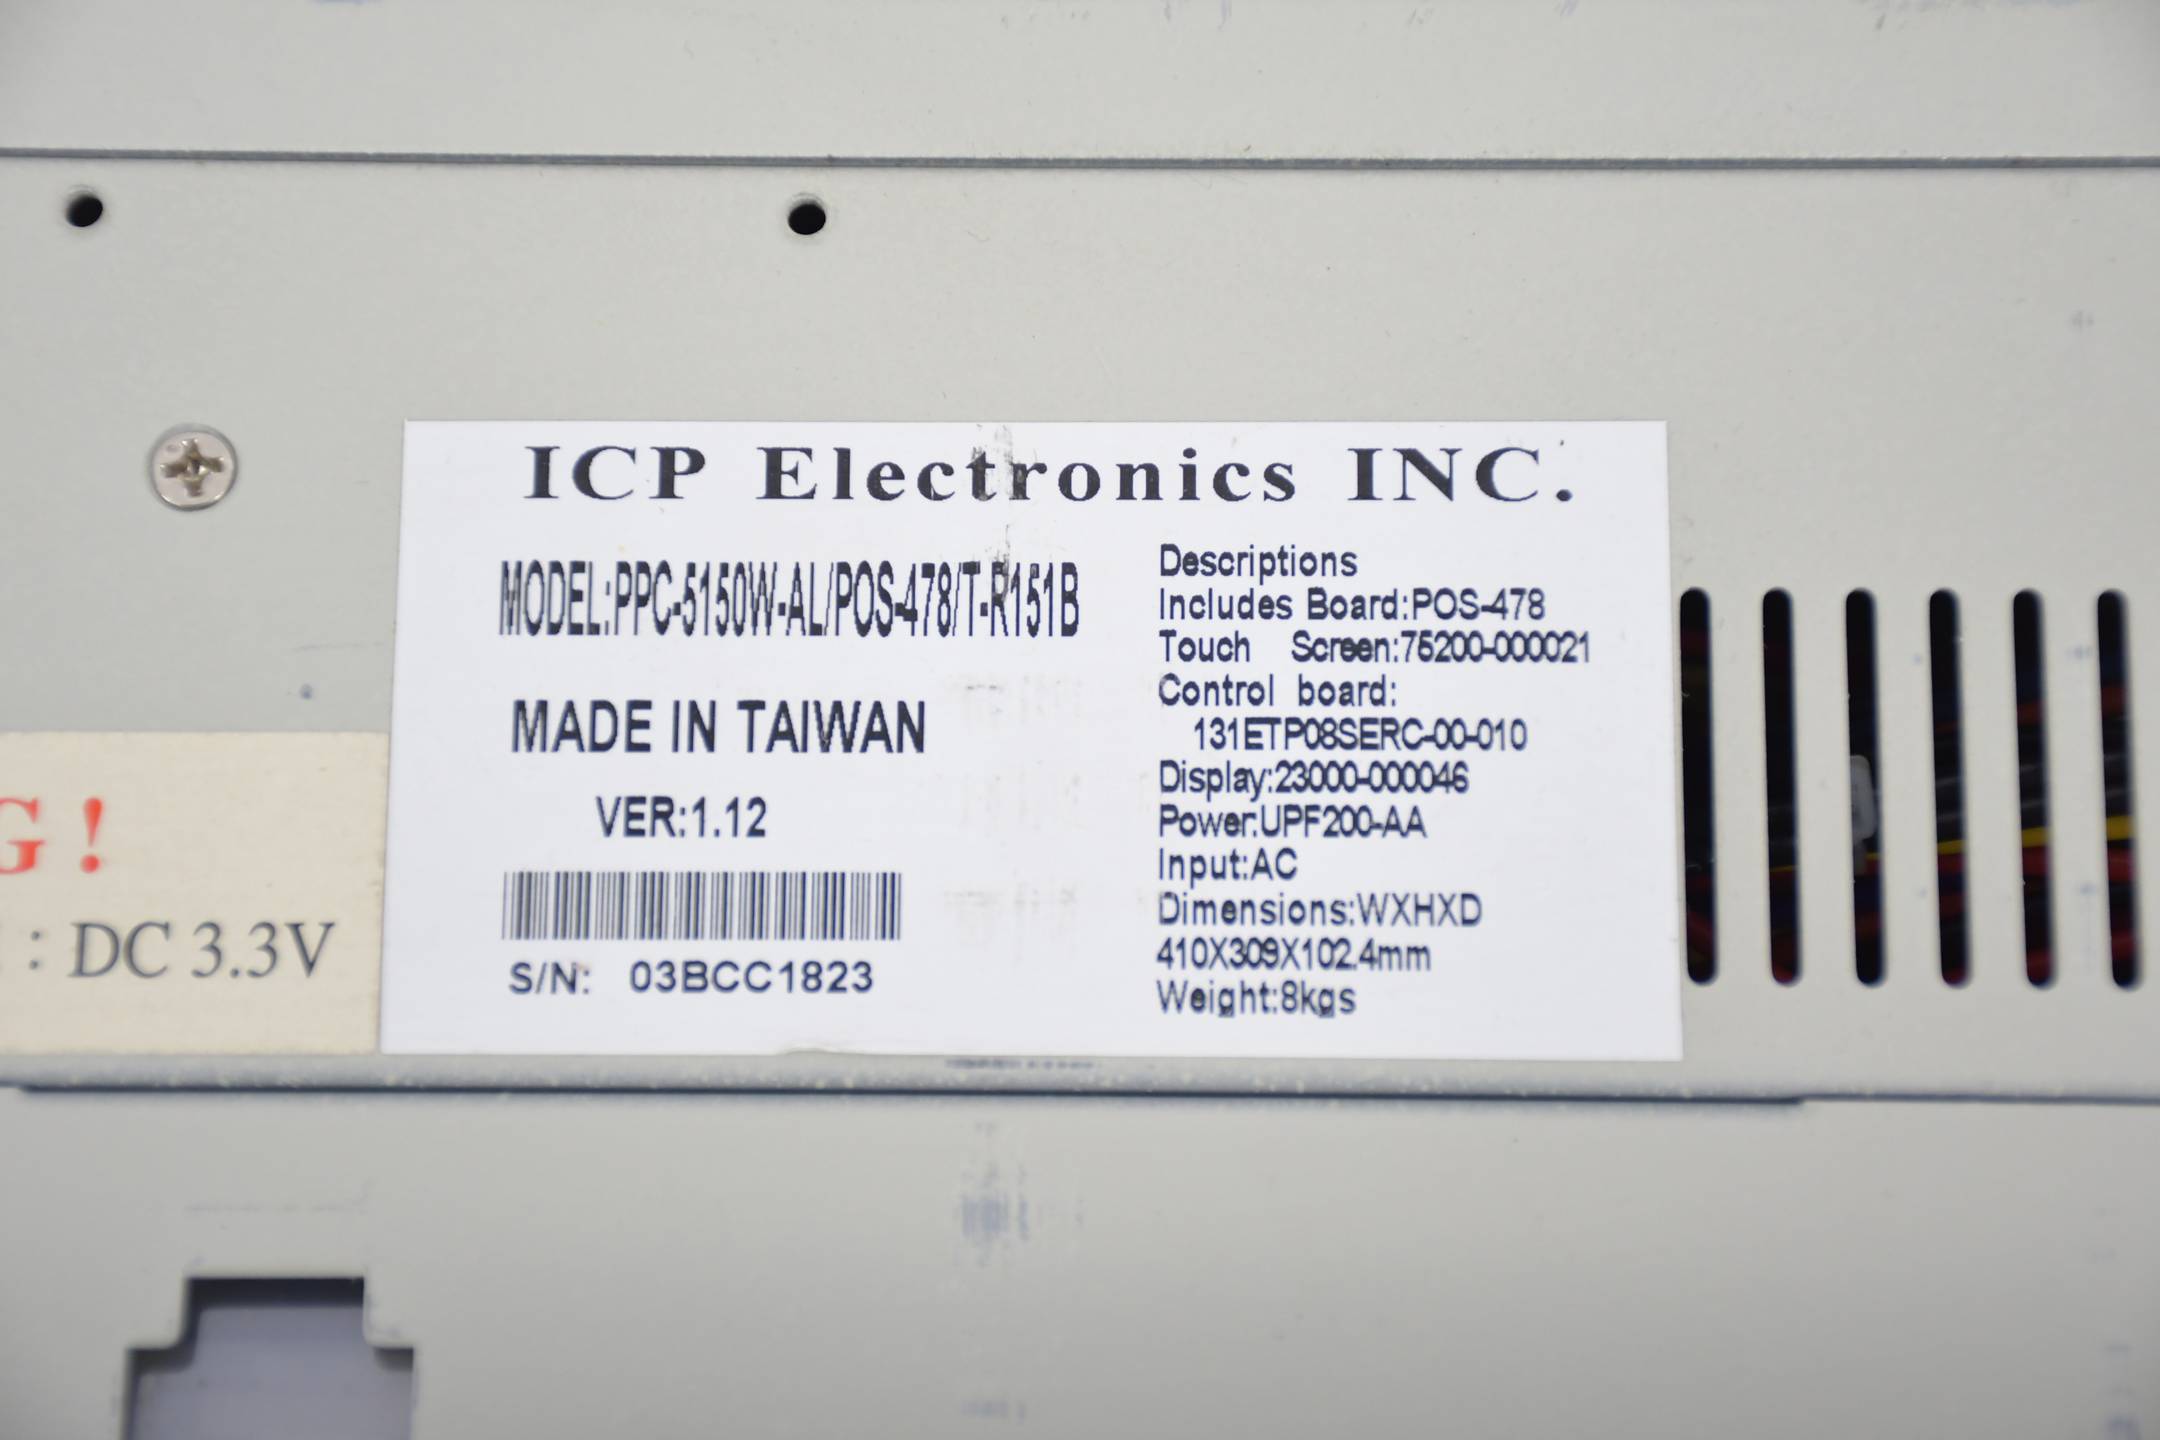 ICP Electronics INC.
MODEL:PPC-5150W-AL/POS-478/T-R151B
MADE IN TAIWAN
VER:1.12
S/N: 03BCC1823
Descriptions
Includes Board:POS-478
Touch Screen:75200-000021
Control board:
131ETP08SERC-00-010
Display:23000-000046
Power:UPF200-AA
Input:AC
Dimensions:WXHXD
410X309X102.4mm
Weight:8kgs
G!
: DC 3.3V